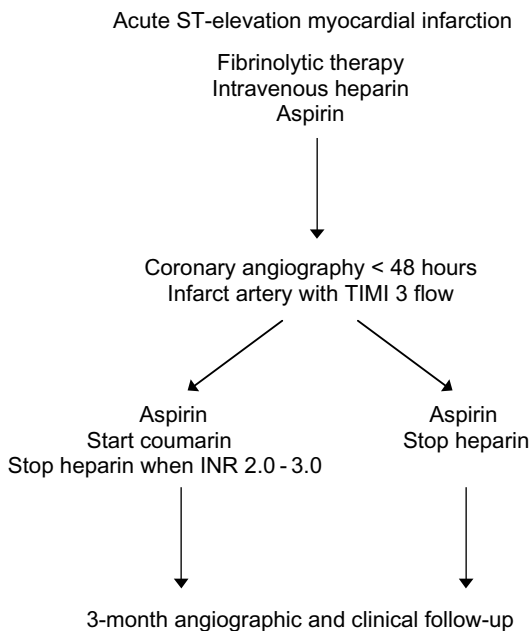 Acute ST-elevation myocardial infarction
Fibrinolytic therapy
Intravenous heparin
Aspirin
Coronary angiography < 48 hours
Infarct artery with TIMI 3 flow
Aspirin
Start coumarin
Stop heparin when INR 2.0 - 3.0
Aspirin
Stop heparin
3-month angiographic and clinical follow-up